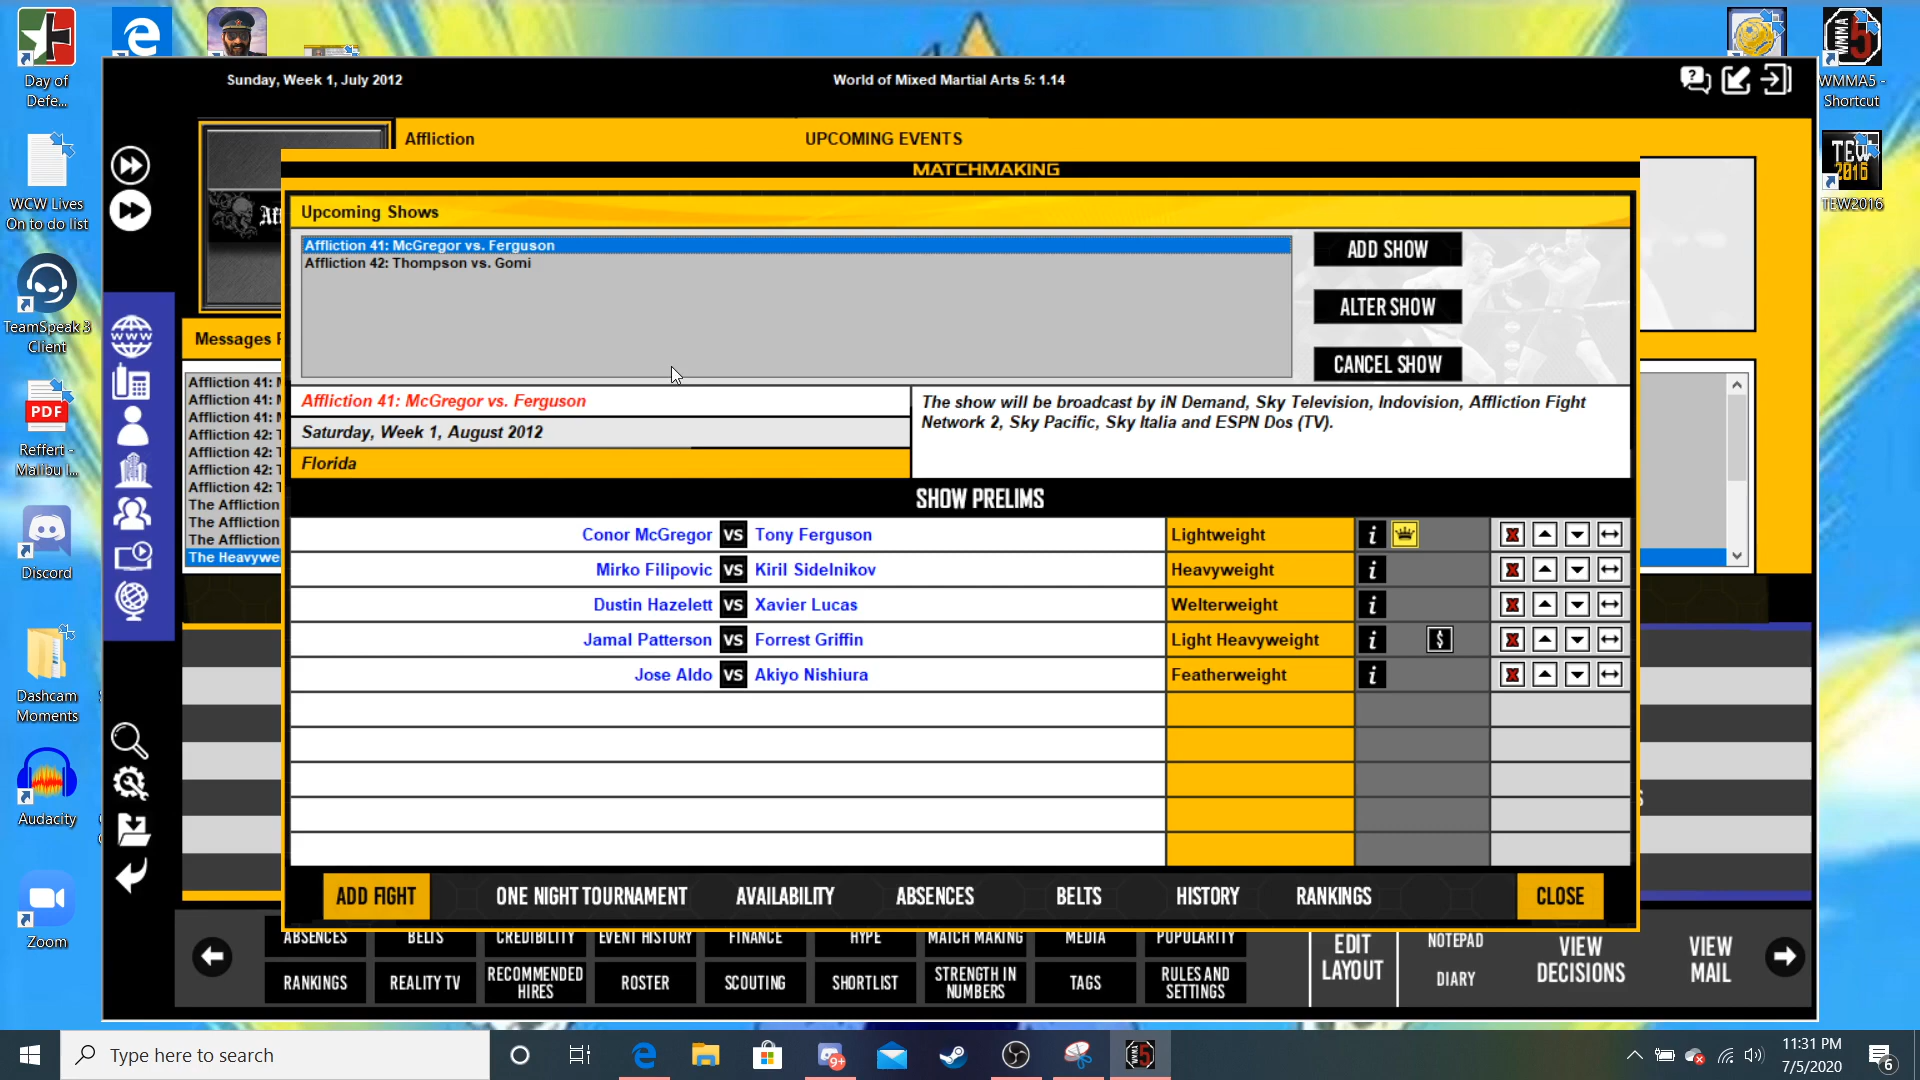 Day of
Defe...
WCW Lives
On to do list
TeamSpeak 3
Client
PDF
Reffert -
Malibu I...
Discord
Dashcam
Moments
Audacity
Zoom
WMMA5 -
Shortcut
TEW
2016
TEW2016
Sunday, Week 1, July 2012
World of Mixed Martial Arts 5: 1.14
Affliction
UPCOMING EVENTS
MATCHMAKING
Upcoming Shows
Affliction 41: McGregor vs. Ferguson
Affliction 42: Thompson vs. Gomi
ADD SHOW
ALTER SHOW
CANCEL SHOW
Messages
Affliction 41:
Affliction 41:
Affliction 41:
Affliction 42:
Affliction 42:
Affliction 42:
Affliction 42:
The Affliction
The Affliction
The Affliction
The Heavywe
Affliction 41: McGregor vs. Ferguson
Saturday, Week 1, August 2012
Florida
The show will be broadcast by iN Demand, Sky Television, Indovision, Affliction Fight
Network 2, Sky Pacific, Sky Italia and ESPN Dos (TV).
SHOW PRELIMS
Conor McGregor VS Tony Ferguson Lightweight i
Mirko Filipovic VS Kiril Sidelnikov Heavyweight i
Dustin Hazelett VS Xavier Lucas Welterweight i
Jamal Patterson VS Forrest Griffin Light Heavyweight i $
Jose Aldo VS Akiyo Nishiura Featherweight i
ADD FIGHT ONE NIGHT TOURNAMENT AVAILABILITY ABSENCES BELTS HISTORY RANKINGS CLOSE
ABSENCES BELTS CREDIBILITY EVENT HISTORY FINANCE HYPE MATCH MAKING MEDIA POPULARITY
RANKINGS REALITY TV RECOMMENDED HIRES ROSTER SCOUTING SHORTLIST STRENGTH IN NUMBERS TAGS RULES AND SETTINGS
EDIT LAYOUT
NOTEPAD
DIARY
VIEW DECISIONS
VIEW MAIL
WWW
Type here to search
9+
11:31 PM
7/5/2020
6